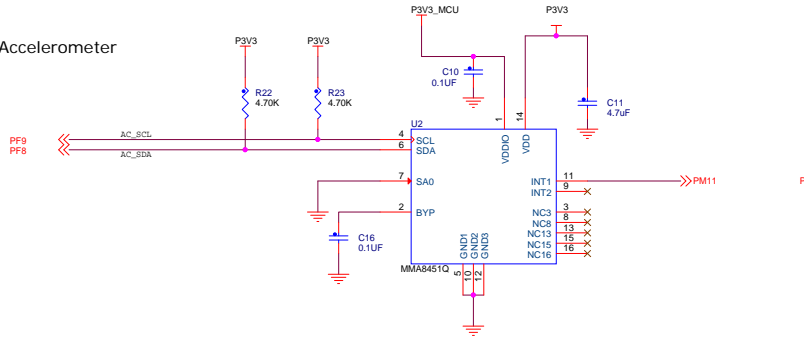 P3V3_MCU
P3V3
Accelerometer
P3V3
P3V3
C10
0.1UF
R22
4.70K
R23
4.70K
C11
4.7uF
U2
1
14
VDDIO
VDD
PF9
AC_SCL
4
SCL
PF8
AC_SDA
6
SDA
7
SA0
INT1
11
PM11
P
INT2
9
2
BYP
NC3
3
NC8
8
NC13
13
NC15
15
NC16
16
C16
0.1UF
GND1
GND2
GND3
MMA8451Q
5
10
12